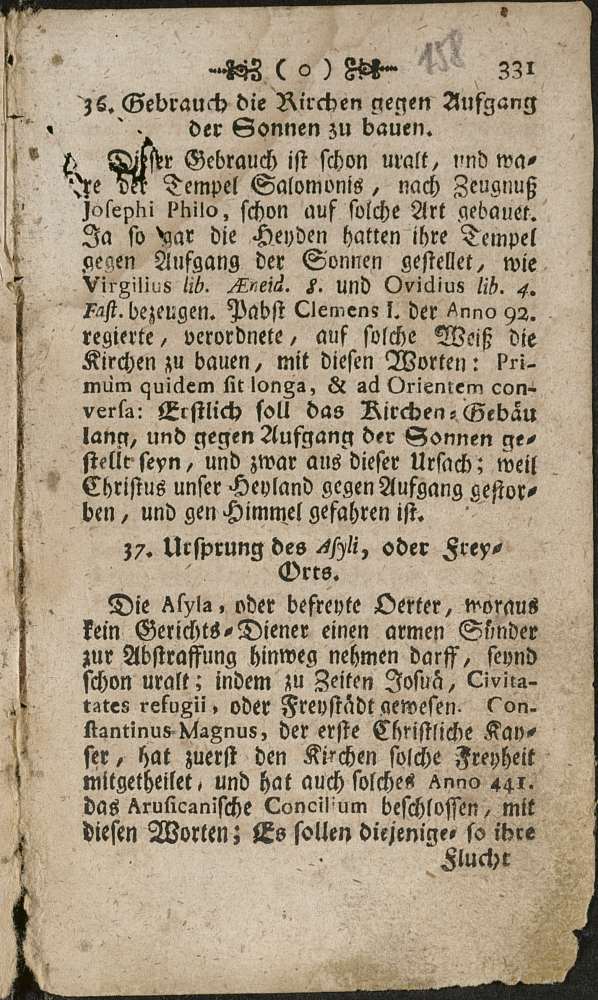 ( o ) 158 331
36. Gebrauch die Kirchen gegen Aufgang
der Sonnen zu bauen.
Dieser Gebrauch ist schon uralt, und wa-
re der Tempel Salomonis, nach Zeugnuß
Josephi Philo, schon auf solche Art gebauet.
Ja so gar die Heyden hatten ihre Tempel
gegen Aufgang der Sonnen gestellet, wie
Virgilius lib. Æneid. 8. und Ovidius lib. 4.
Fast. bezeugen. Pabst Clemens I. der Anno 92.
regierte, verordnete, auf solche Weiß die
Kirchen zu bauen, mit diesen Worten: Pri-
mùm quidem sit longa, & ad Orientem con-
versa: Erstlich soll das Kirchen-Gebäu
lang, und gegen Aufgang der Sonnen ge-
stellt seyn, und zwar aus dieser Ursach; weil
Christus unser Heyland gegen Aufgang gestor-
ben, und gen Himmel gefahren ist.
37. Ursprung des Asyli, oder Frey-
Orts.
Die Asyla, oder befreyte Oerter, woraus
kein Gerichts-Diener einen armen Sünder
zur Abstraffung hinweg nehmen darff, seynd
schon uralt; indem zu Zeiten Josuä, Civita-
tates refugii, oder Freystädt gewesen. Con-
stantinus Magnus, der erste Christliche Kay-
ser, hat zuerst den Kirchen solche Freyheit
mitgetheilet, und hat auch solches Anno 441.
das Arusicanische Concilium beschlossen, mit
diesen Worten; Es sollen diejenige, so ihre
Flucht